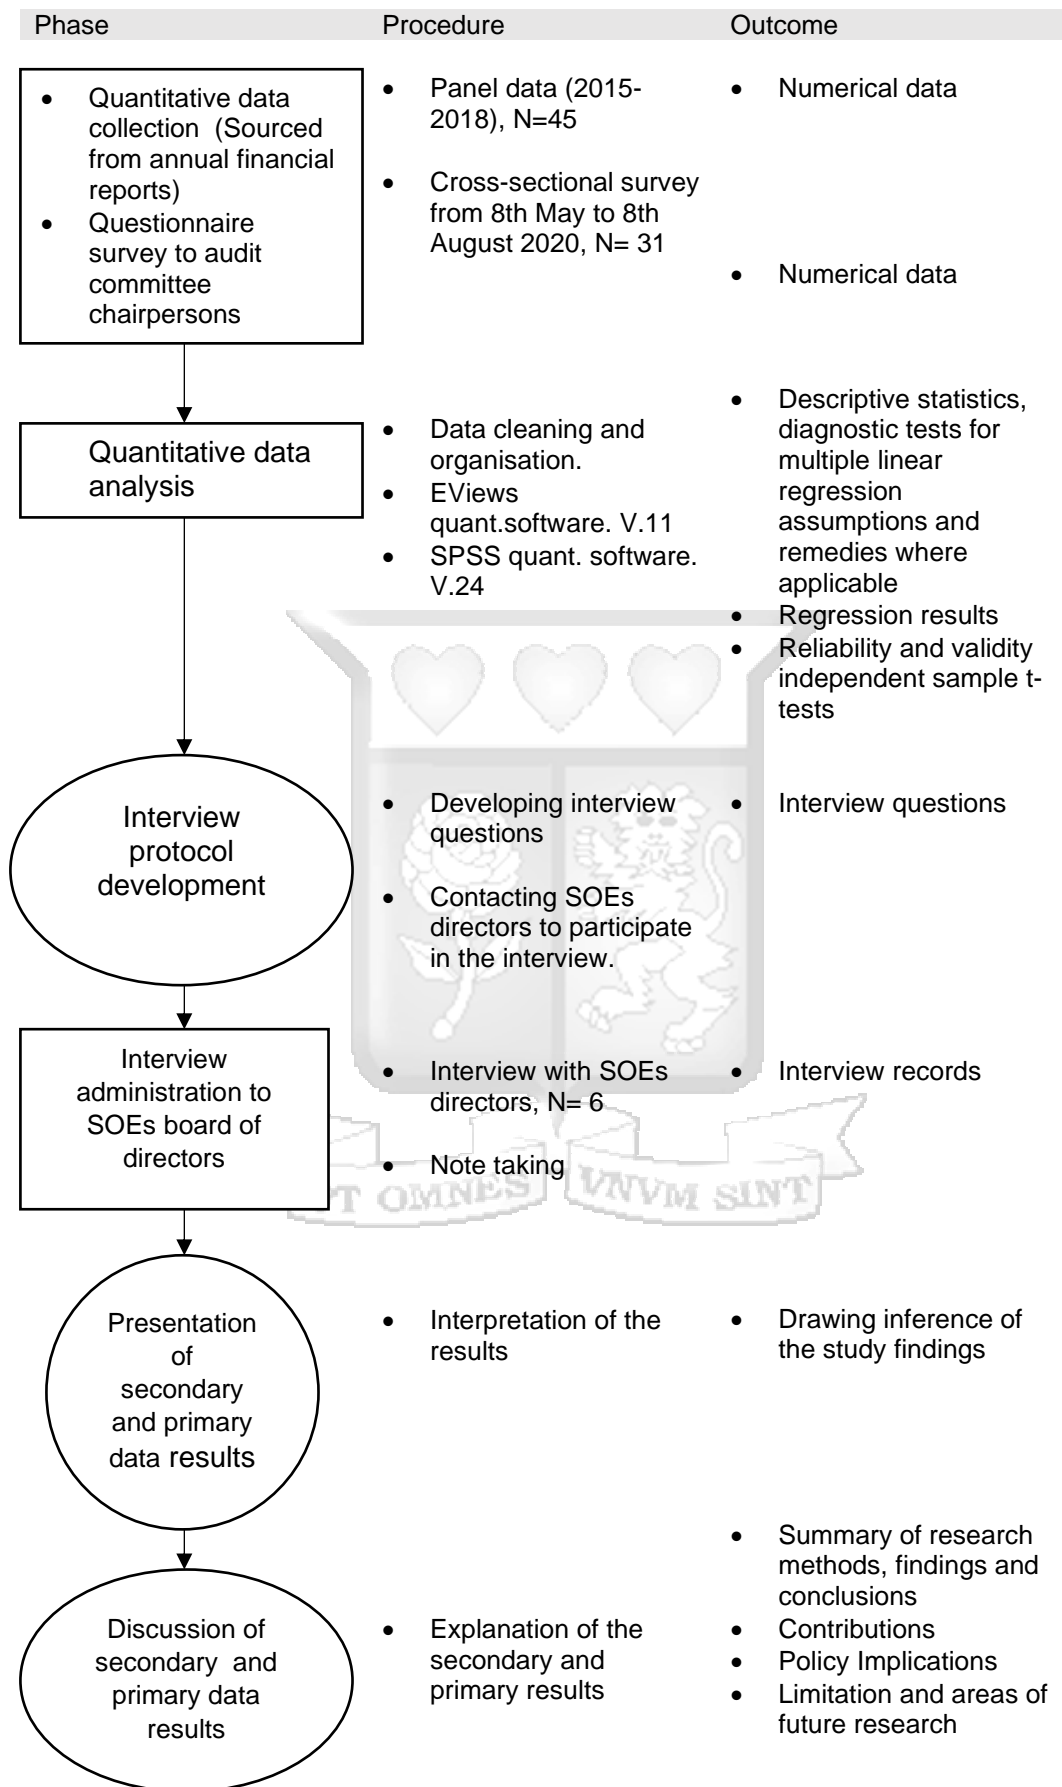 Phase Procedure Outcome
• Quantitative data
collection (Sourced
from annual financial
reports)
• Questionnaire
survey to audit
committee
chairpersons
• Panel data (2015-
2018), N=45
• Cross-sectional survey
from 8th May to 8th
August 2020, N= 31
• Numerical data
• Numerical data
Quantitative data
analysis
• Data cleaning and
organisation.
• EViews
quant.software. V.11
• SPSS quant. software.
V.24
• Descriptive statistics,
diagnostic tests for
multiple linear
regression
assumptions and
remedies where
applicable
• Regression results
• Reliability and validity
independent sample t-
tests
Interview
protocol
development
• Developing interview
questions
• Contacting SOEs
directors to participate
in the interview.
• Interview questions
Interview
administration to
SOEs board of
directors
• Interview with SOEs
directors, N= 6
• Note taking
• Interview records
UT OMNES VNVM SINT
Presentation
of
secondary
and primary
data results
• Interpretation of the
results
• Drawing inference of
the study findings
Discussion of
secondary and
primary data
results
• Explanation of the
secondary and
primary results
• Summary of research
methods, findings and
conclusions
• Contributions
• Policy Implications
• Limitation and areas of
future research